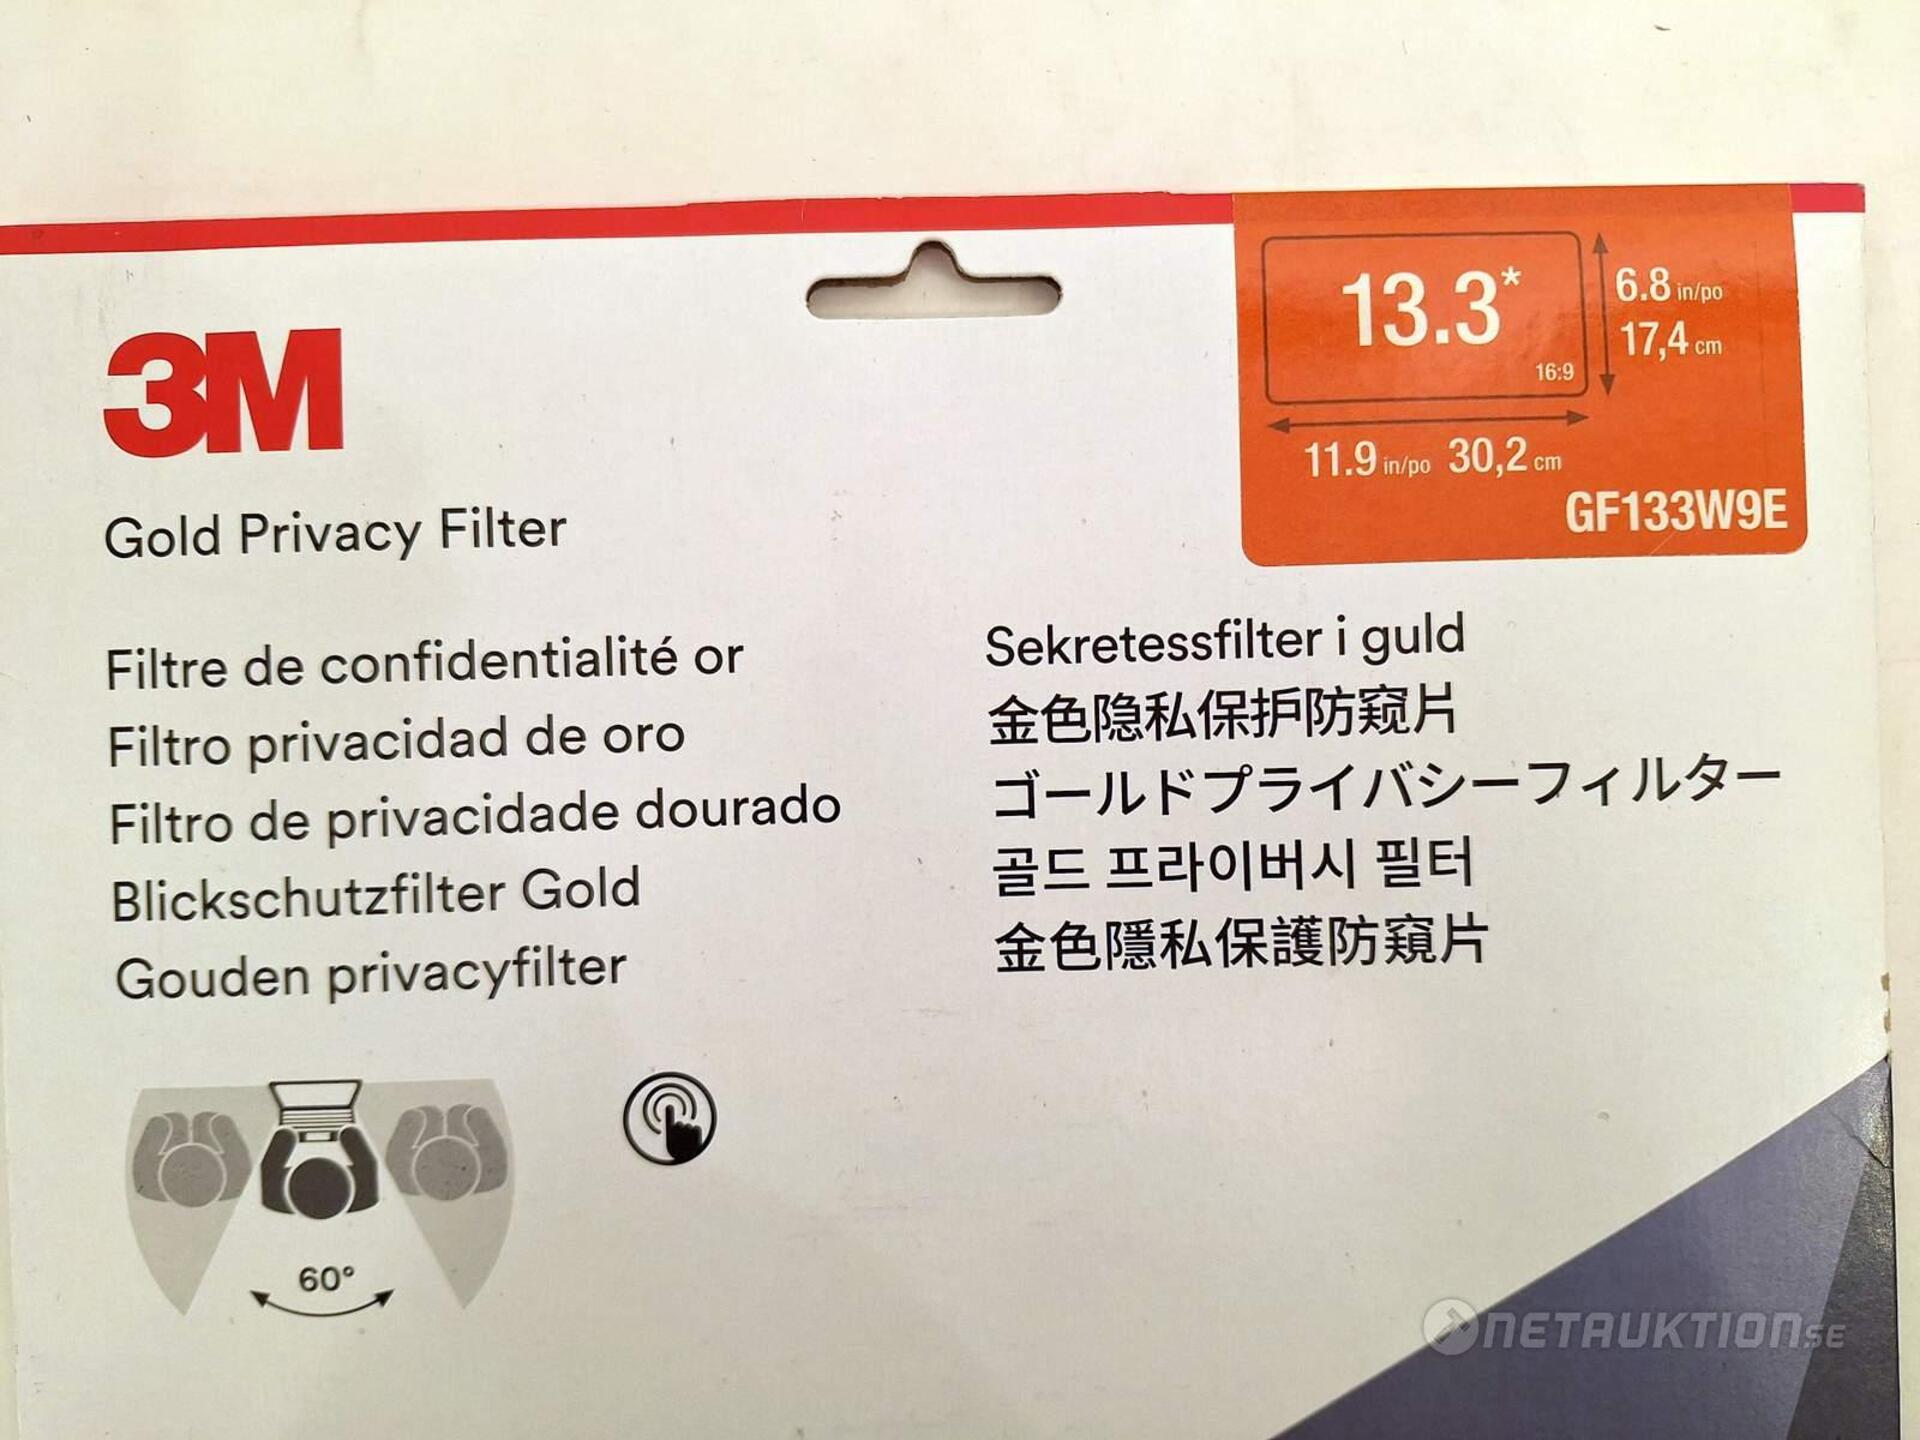 3M
Gold Privacy Filter
Filtre de confidentialité or
Filtro privacidad de oro
Filtro de privacidade dourado
Blickschutzfilter Gold
Gouden privacyfilter
13.3*
16:9
6.8 in/po
17,4 cm
11.9 in/po 30,2 cm
GF133W9E
Sekretessfilter i guld
金色隐私保护防窥片
ゴールドプライバシーフィルター
골드 프라이버시 필터
金色隱私保護防窺片
60°
NETAUKTION.SE